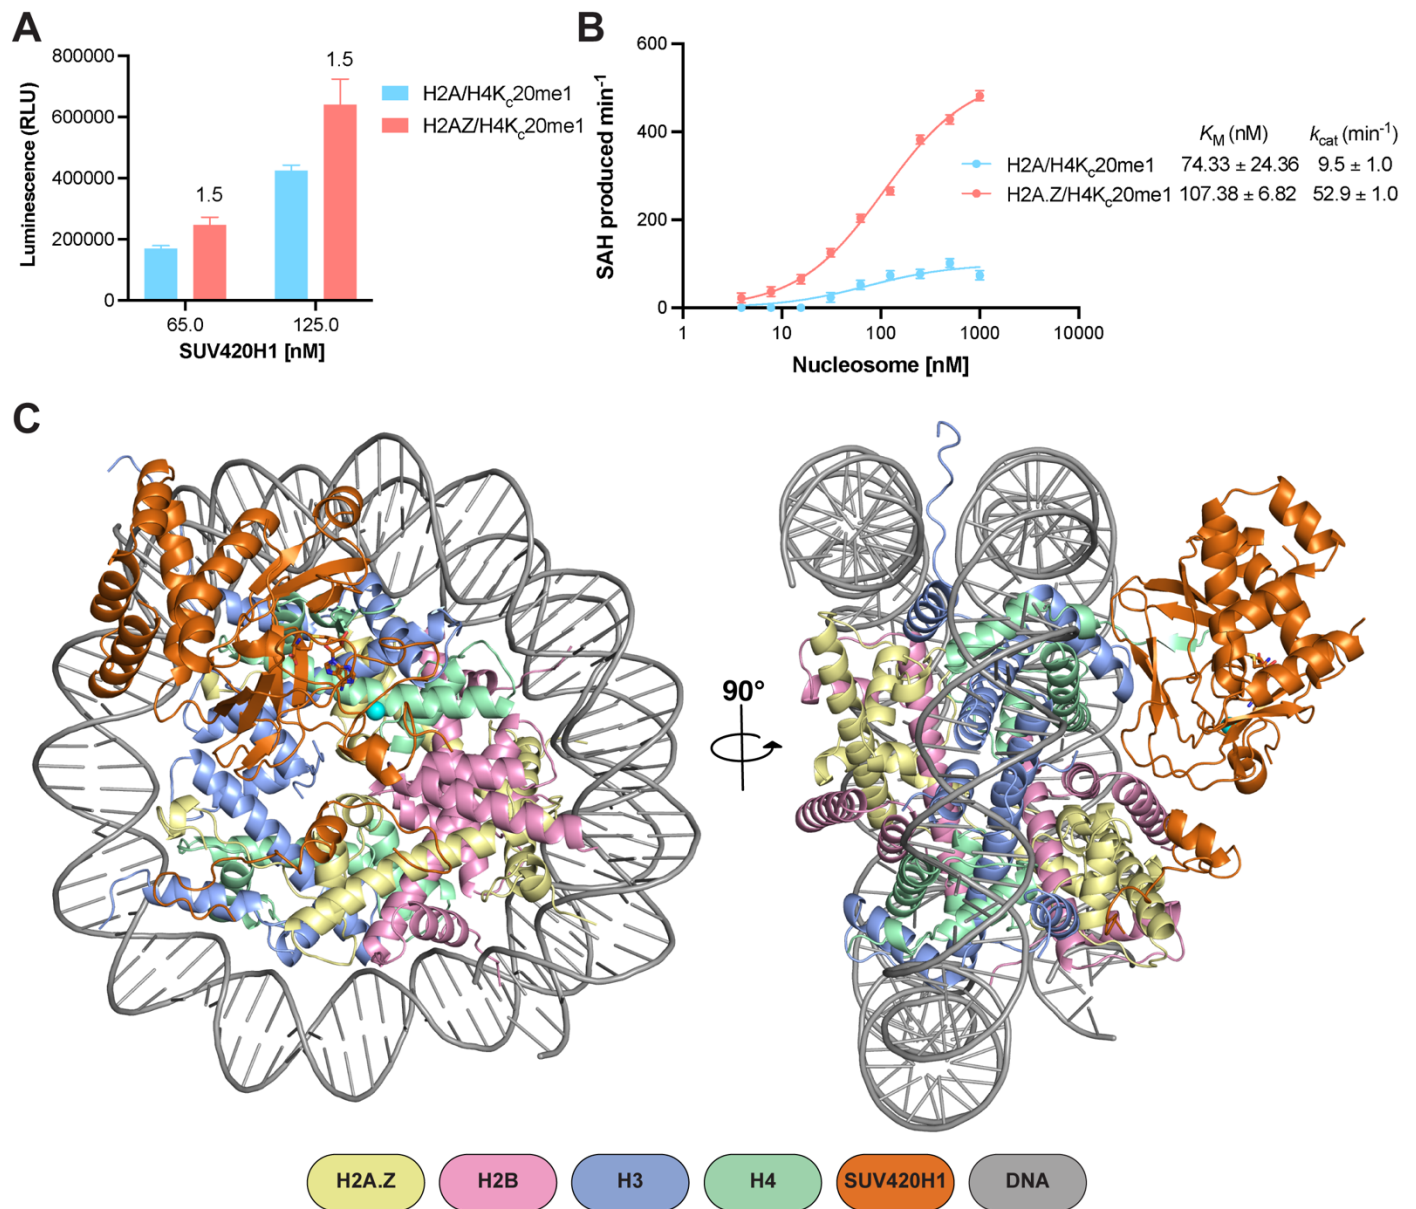 A
800000
600000
400000
200000
0
Luminescence (RLU)
1.5
1.5
65.0
125.0
SUV420H1 [nM]
H2A/H4Kc20me1
H2AZ/H4Kc20me1
B
600
400
200
0
SAH produced min-1
1
10
100
1000
10000
Nucleosome [nM]
KM (nM) kcat (min-1)
H2A/H4Kc20me1 74.33 ± 24.36 9.5 ± 1.0
H2A.Z/H4Kc20me1 107.38 ± 6.82 52.9 ± 1.0
C
90°
H2A.Z
H2B
H3
H4
SUV420H1
DNA